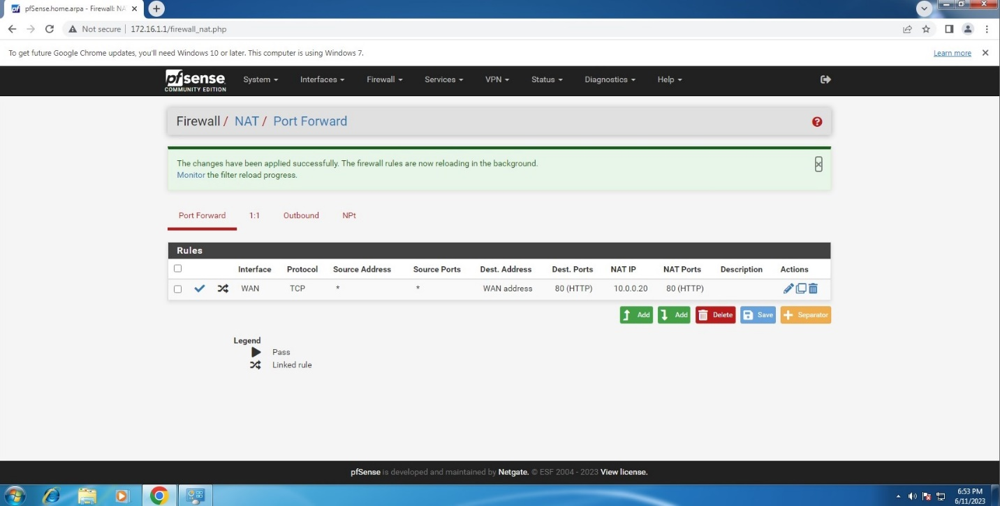 pfSense.home.arpa - Firewall: NA
Not secure 172.16.1.1/firewall_nat.php
To get future Google Chrome updates, you'll need Windows 10 or later. This computer is using Windows 7. Learn more
pfsense System Interfaces Firewall Services VPN Status Diagnostics Help
COMMUNITY EDITION
Firewall / NAT / Port Forward
The changes have been applied successfully. The firewall rules are now reloading in the background.
Monitor the filter reload progress.
Port Forward 1:1 Outbound NPt
Rules
Interface Protocol Source Address Source Ports Dest. Address Dest. Ports NAT IP NAT Ports Description Actions
WAN TCP * * WAN address 80 (HTTP) 10.0.0.20 80 (HTTP)
Add Add Delete Save Separator
Legend
Pass
Linked rule
pfSense is developed and maintained by Netgate. © ESF 2004 - 2023 View license.
6:53 PM
6/11/2023